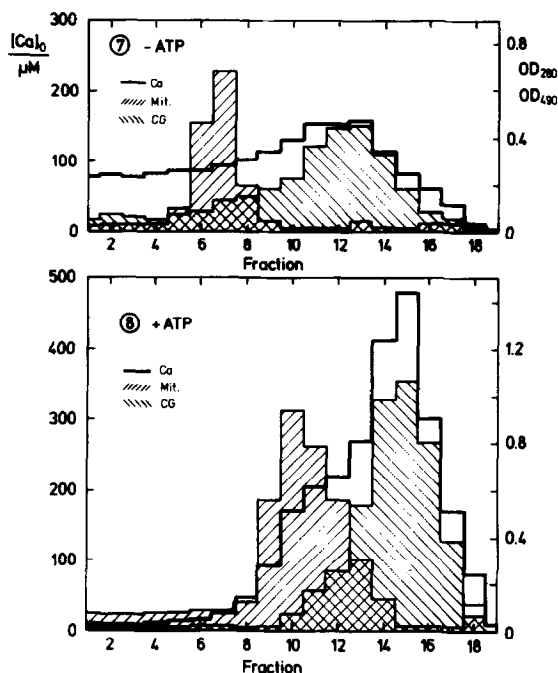 [Ca]₀
µM
⑦ -ATP
Ca
Mit.
CG
300
200
100
0
0.8
OD₂₈₀
OD₄₉₀
0.4
0
2 4 6 8 10 12 14 16 18
Fraction
⑧ +ATP
Ca
Mit.
CG
500
400
300
200
100
0
1.2
0.8
0.4
0
2 4 6 8 10 12 14 16 18
Fraction